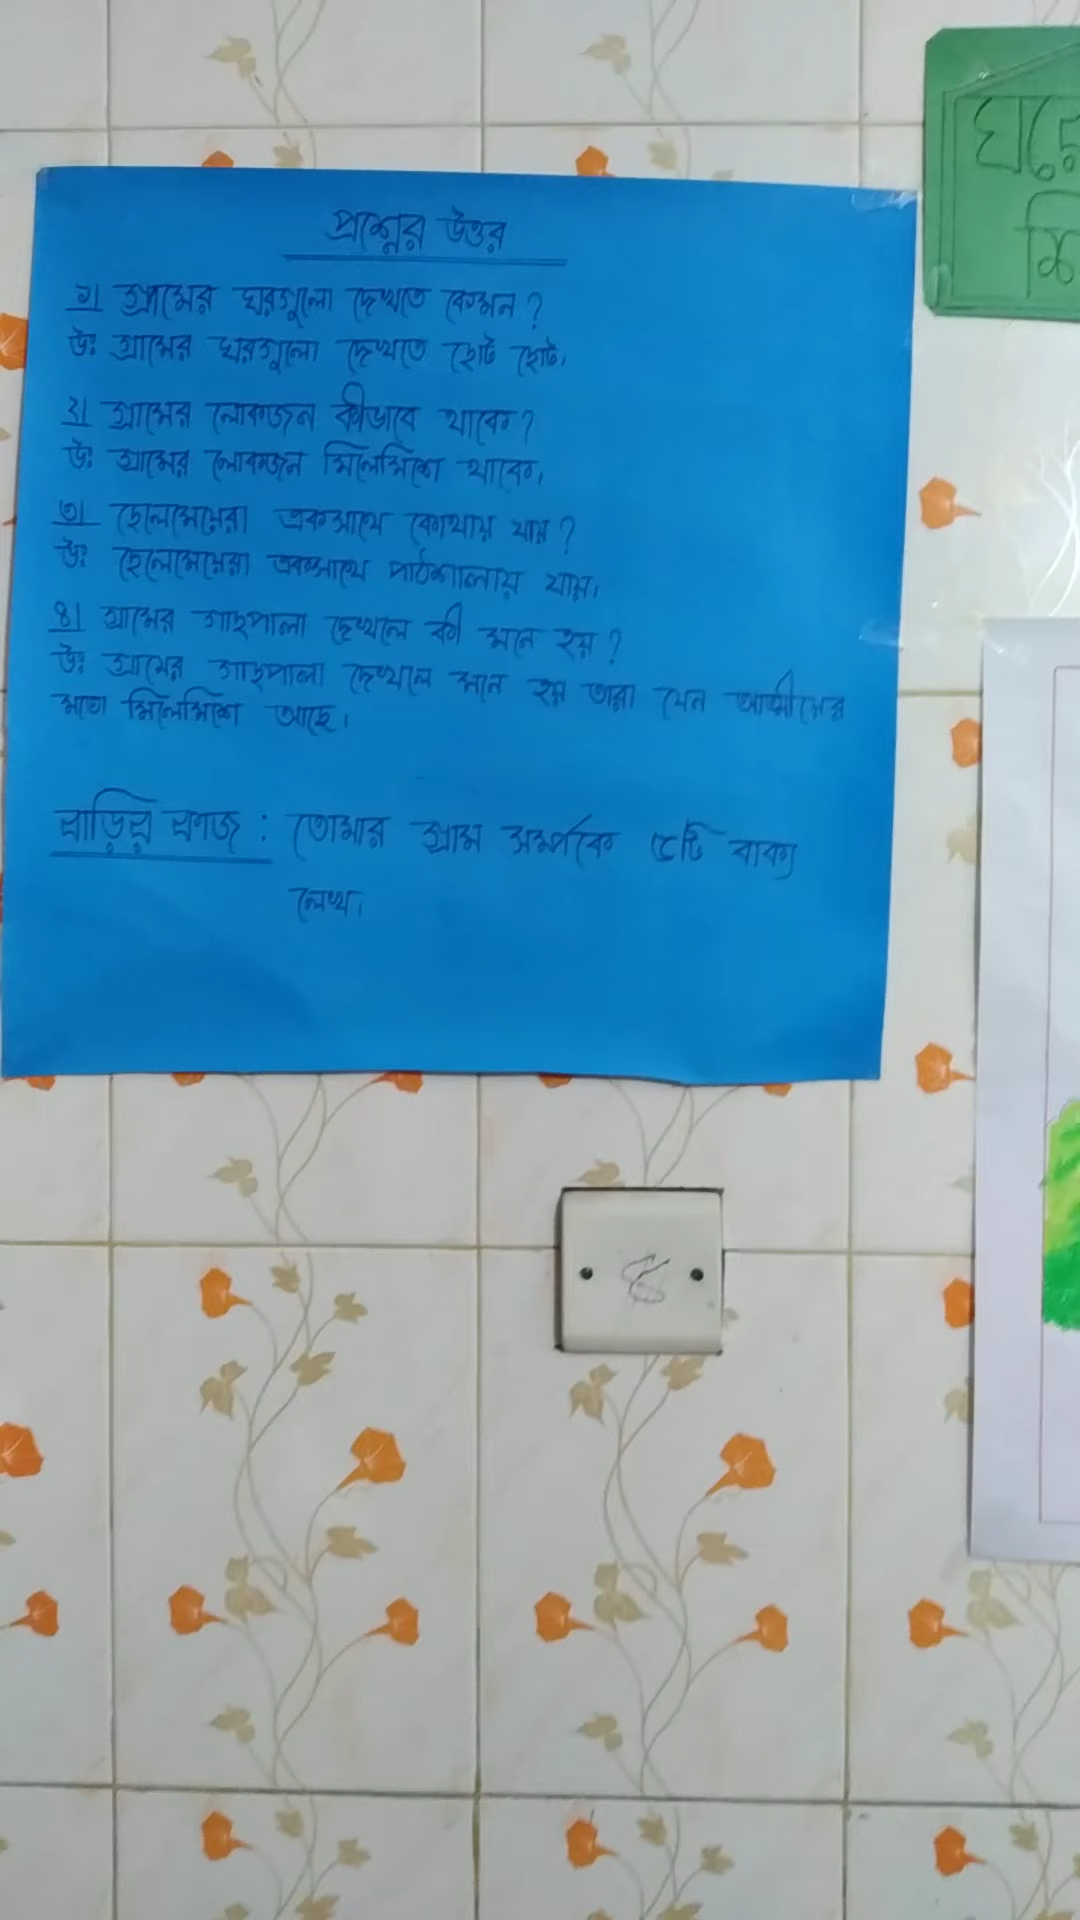 প্রশ্নের উত্তর
১। গ্রামের ঘরগুলো দেখতে কেমন ?
উঃ গ্রামের ঘরগুলো দেখতে ছোট ছোট।
২। গ্রামের লোকজন কীভাবে থাকে ?
উঃ গ্রামের লোকজন মিলেমিশে থাকে।
৩। ছেলেমেয়েরা একসাথে কোথায় যায় ?
উঃ ছেলেমেয়েরা একসাথে পাঠশালায় যায়।
৪। গ্রামের গাছপালা দেখলে কী মনে হয় ?
উঃ গ্রামের গাছপালা দেখলে মনে হয় তারা যেন আত্মীয়ের
মতো মিলেমিশে আছে।
বাড়ির কাজ : তোমার গ্রাম সম্পর্কে ৫টি বাক্য
লেখ।